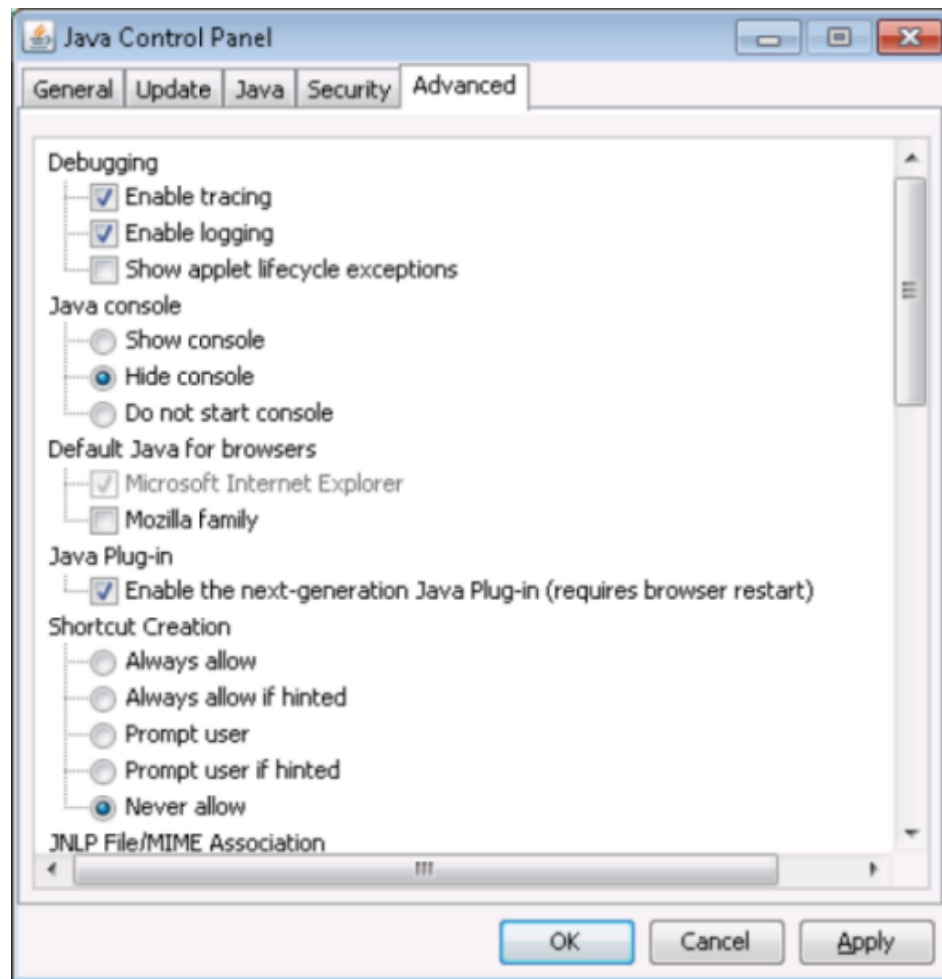 Java Control Panel
General Update Java Security Advanced
Debugging
Enable tracing
Enable logging
Show applet lifecycle exceptions
Java console
Show console
Hide console
Do not start console
Default Java for browsers
Microsoft Internet Explorer
Mozilla family
Java Plug-in
Enable the next-generation Java Plug-in (requires browser restart)
Shortcut Creation
Always allow
Always allow if hinted
Prompt user
Prompt user if hinted
Never allow
JNLP File/MIME Association
OK Cancel Apply